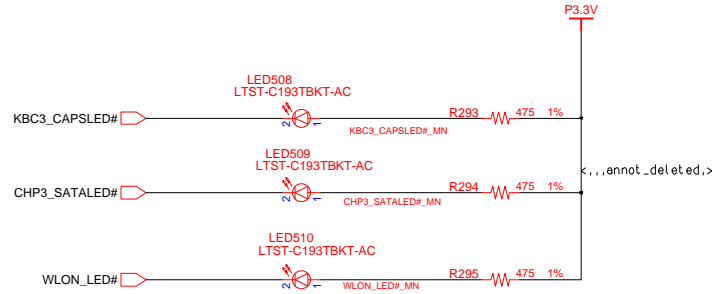 P3.3V
LED508
LTST-C193TBKT-AC
KBC3_CAPSLED#
2
1
KBC3_CAPSLED#_MN
R293
475 1%
LED509
LTST-C193TBKT-AC
<,,,annot_deleted,>
CHP3_SATALED#
2
1
CHP3_SATALED#_MN
R294
475 1%
LED510
LTST-C193TBKT-AC
WLON_LED#
2
1
WLON_LED#_MN
R295
475 1%